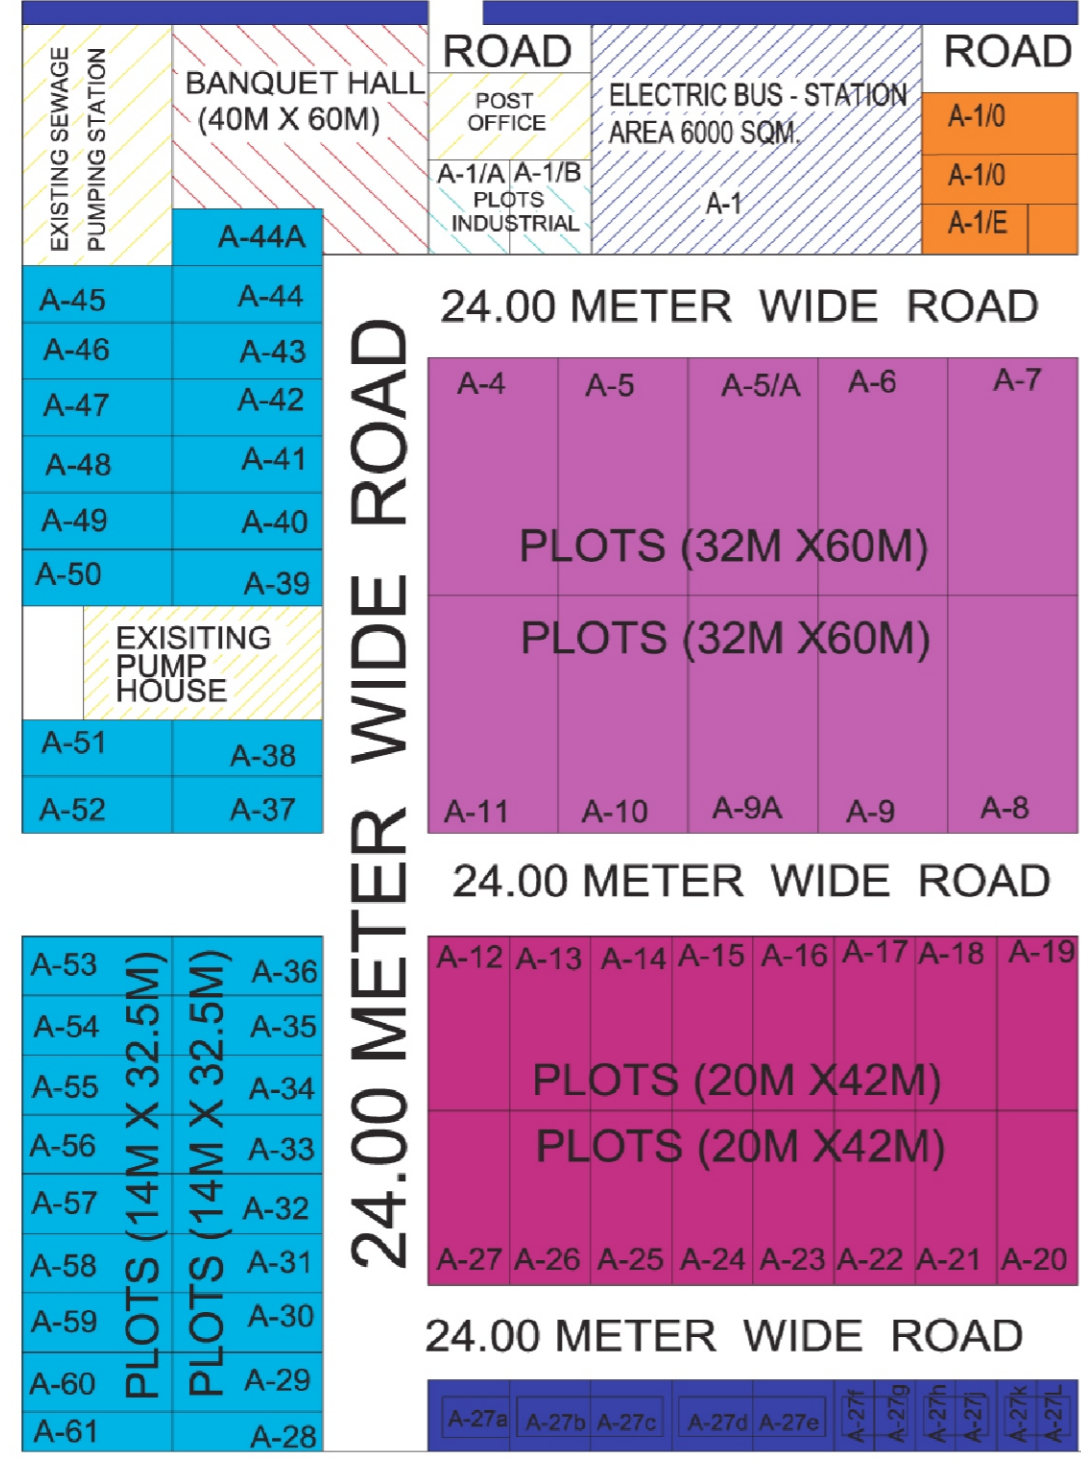 EXISTING SEWAGE
PUMPING STATION
BANQUET HALL
(40M X 60M)
ROAD
POST
OFFICE
A-1/A A-1/B
PLOTS
INDUSTRIAL
ELECTRIC BUS - STATION
AREA 6000 SQM.
A-1
ROAD
A-1/0
A-1/0
A-1/E
A-44A
A-45 A-44
A-46 A-43
A-47 A-42
A-48 A-41
A-49 A-40
A-50 A-39
EXISITING
PUMP
HOUSE
A-51 A-38
A-52 A-37
24.00 METER WIDE ROAD
24.00 METER WIDE ROAD
A-4 A-5 A-5/A A-6 A-7
PLOTS (32M X60M)
PLOTS (32M X60M)
A-11 A-10 A-9A A-9 A-8
24.00 METER WIDE ROAD
A-53 A-36
A-54 A-35
A-55 A-34
A-56 A-33
A-57 A-32
A-58 A-31
A-59 A-30
A-60 A-29
A-61 A-28
PLOTS (14M X 32.5M)
PLOTS (14M X 32.5M)
A-12 A-13 A-14 A-15 A-16 A-17 A-18 A-19
PLOTS (20M X42M)
PLOTS (20M X42M)
A-27 A-26 A-25 A-24 A-23 A-22 A-21 A-20
24.00 METER WIDE ROAD
A-27a A-27b A-27c A-27d A-27e A-27f A-27g A-27h A-27j A-27k A-27L